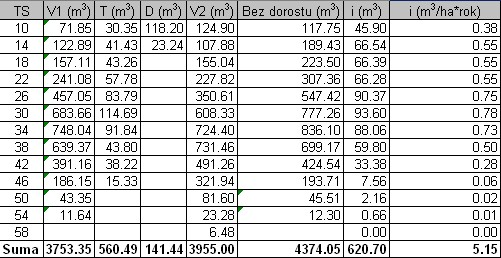 TS V1 (m³) T (m³) D (m³) V2 (m³) Bez dorostu (m³) i (m³) i (m³/ha*rok)
10 71.85 30.35 118.20 124.90 117.75 45.90 0.38
14 122.89 41.43 23.24 107.88 189.43 66.54 0.55
18 157.11 43.26 155.04 223.50 66.39 0.55
22 241.08 57.78 227.82 307.36 66.28 0.55
26 457.05 83.79 350.61 547.42 90.37 0.75
30 683.66 114.69 608.33 777.26 93.60 0.78
34 748.04 91.84 724.40 836.10 88.06 0.73
38 639.37 43.80 731.46 699.17 59.80 0.50
42 391.16 38.22 491.26 424.54 33.38 0.28
46 186.15 15.33 321.94 193.71 7.56 0.06
50 43.35 81.60 45.51 2.16 0.02
54 11.64 23.28 12.30 0.66 0.01
58 6.48 0.00 0.00
Suma 3753.35 560.49 141.44 3955.00 4374.05 620.70 5.15